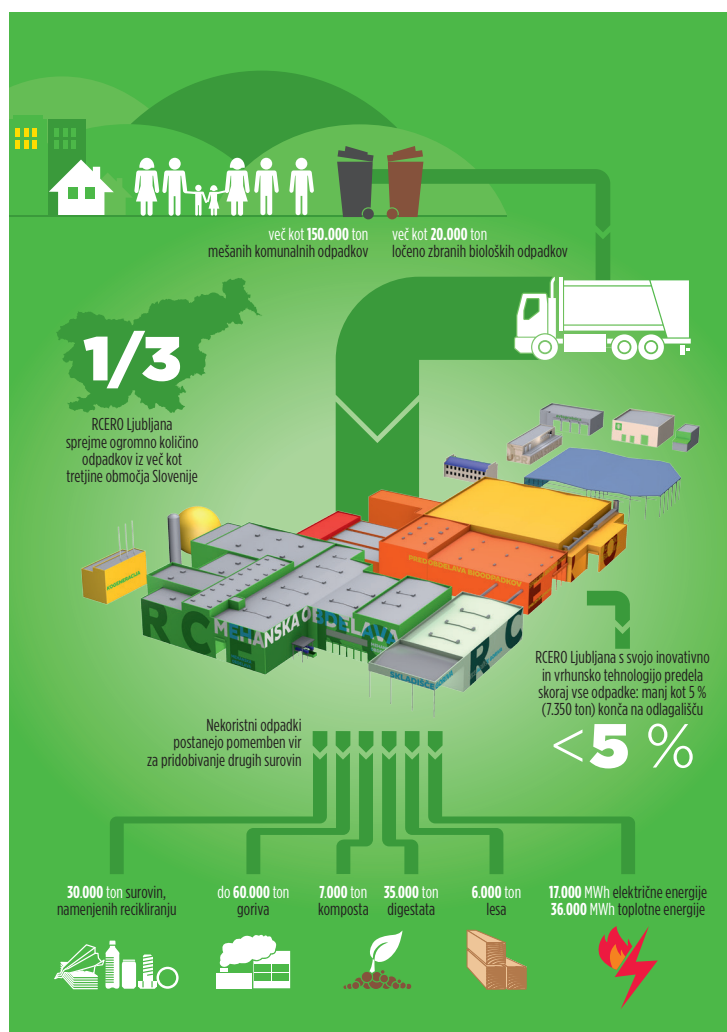 več kot 150.000 ton
mešanih komunalnih odpadkov
več kot 20.000 ton
ločeno zbranih bioloških odpadkov
1/3
RCERO Ljubljana
sprejme ogromno količino
odpadkov iz več kot
tretjine območja Slovenije
PREDOBDELAVA BIOODPADKOV
MEHANSKA OBDELAVA
R C E
R C
SKLADIŠČE
RCERO Ljubljana s svojo inovativno
in vrhunsko tehnologijo predela
skoraj vse odpadke: manj kot 5 %
(7.350 ton) konča na odlagališču
<5 %
Nekoristni odpadki
postanejo pomemben vir
za pridobivanje drugih surovin
30.000 ton surovin,
namenjenih recikliranju
do 60.000 ton
goriva
7.000 ton
komposta
35.000 ton
digestata
6.000 ton
lesa
17.000 MWh električne energije
36.000 MWh toplotne energije